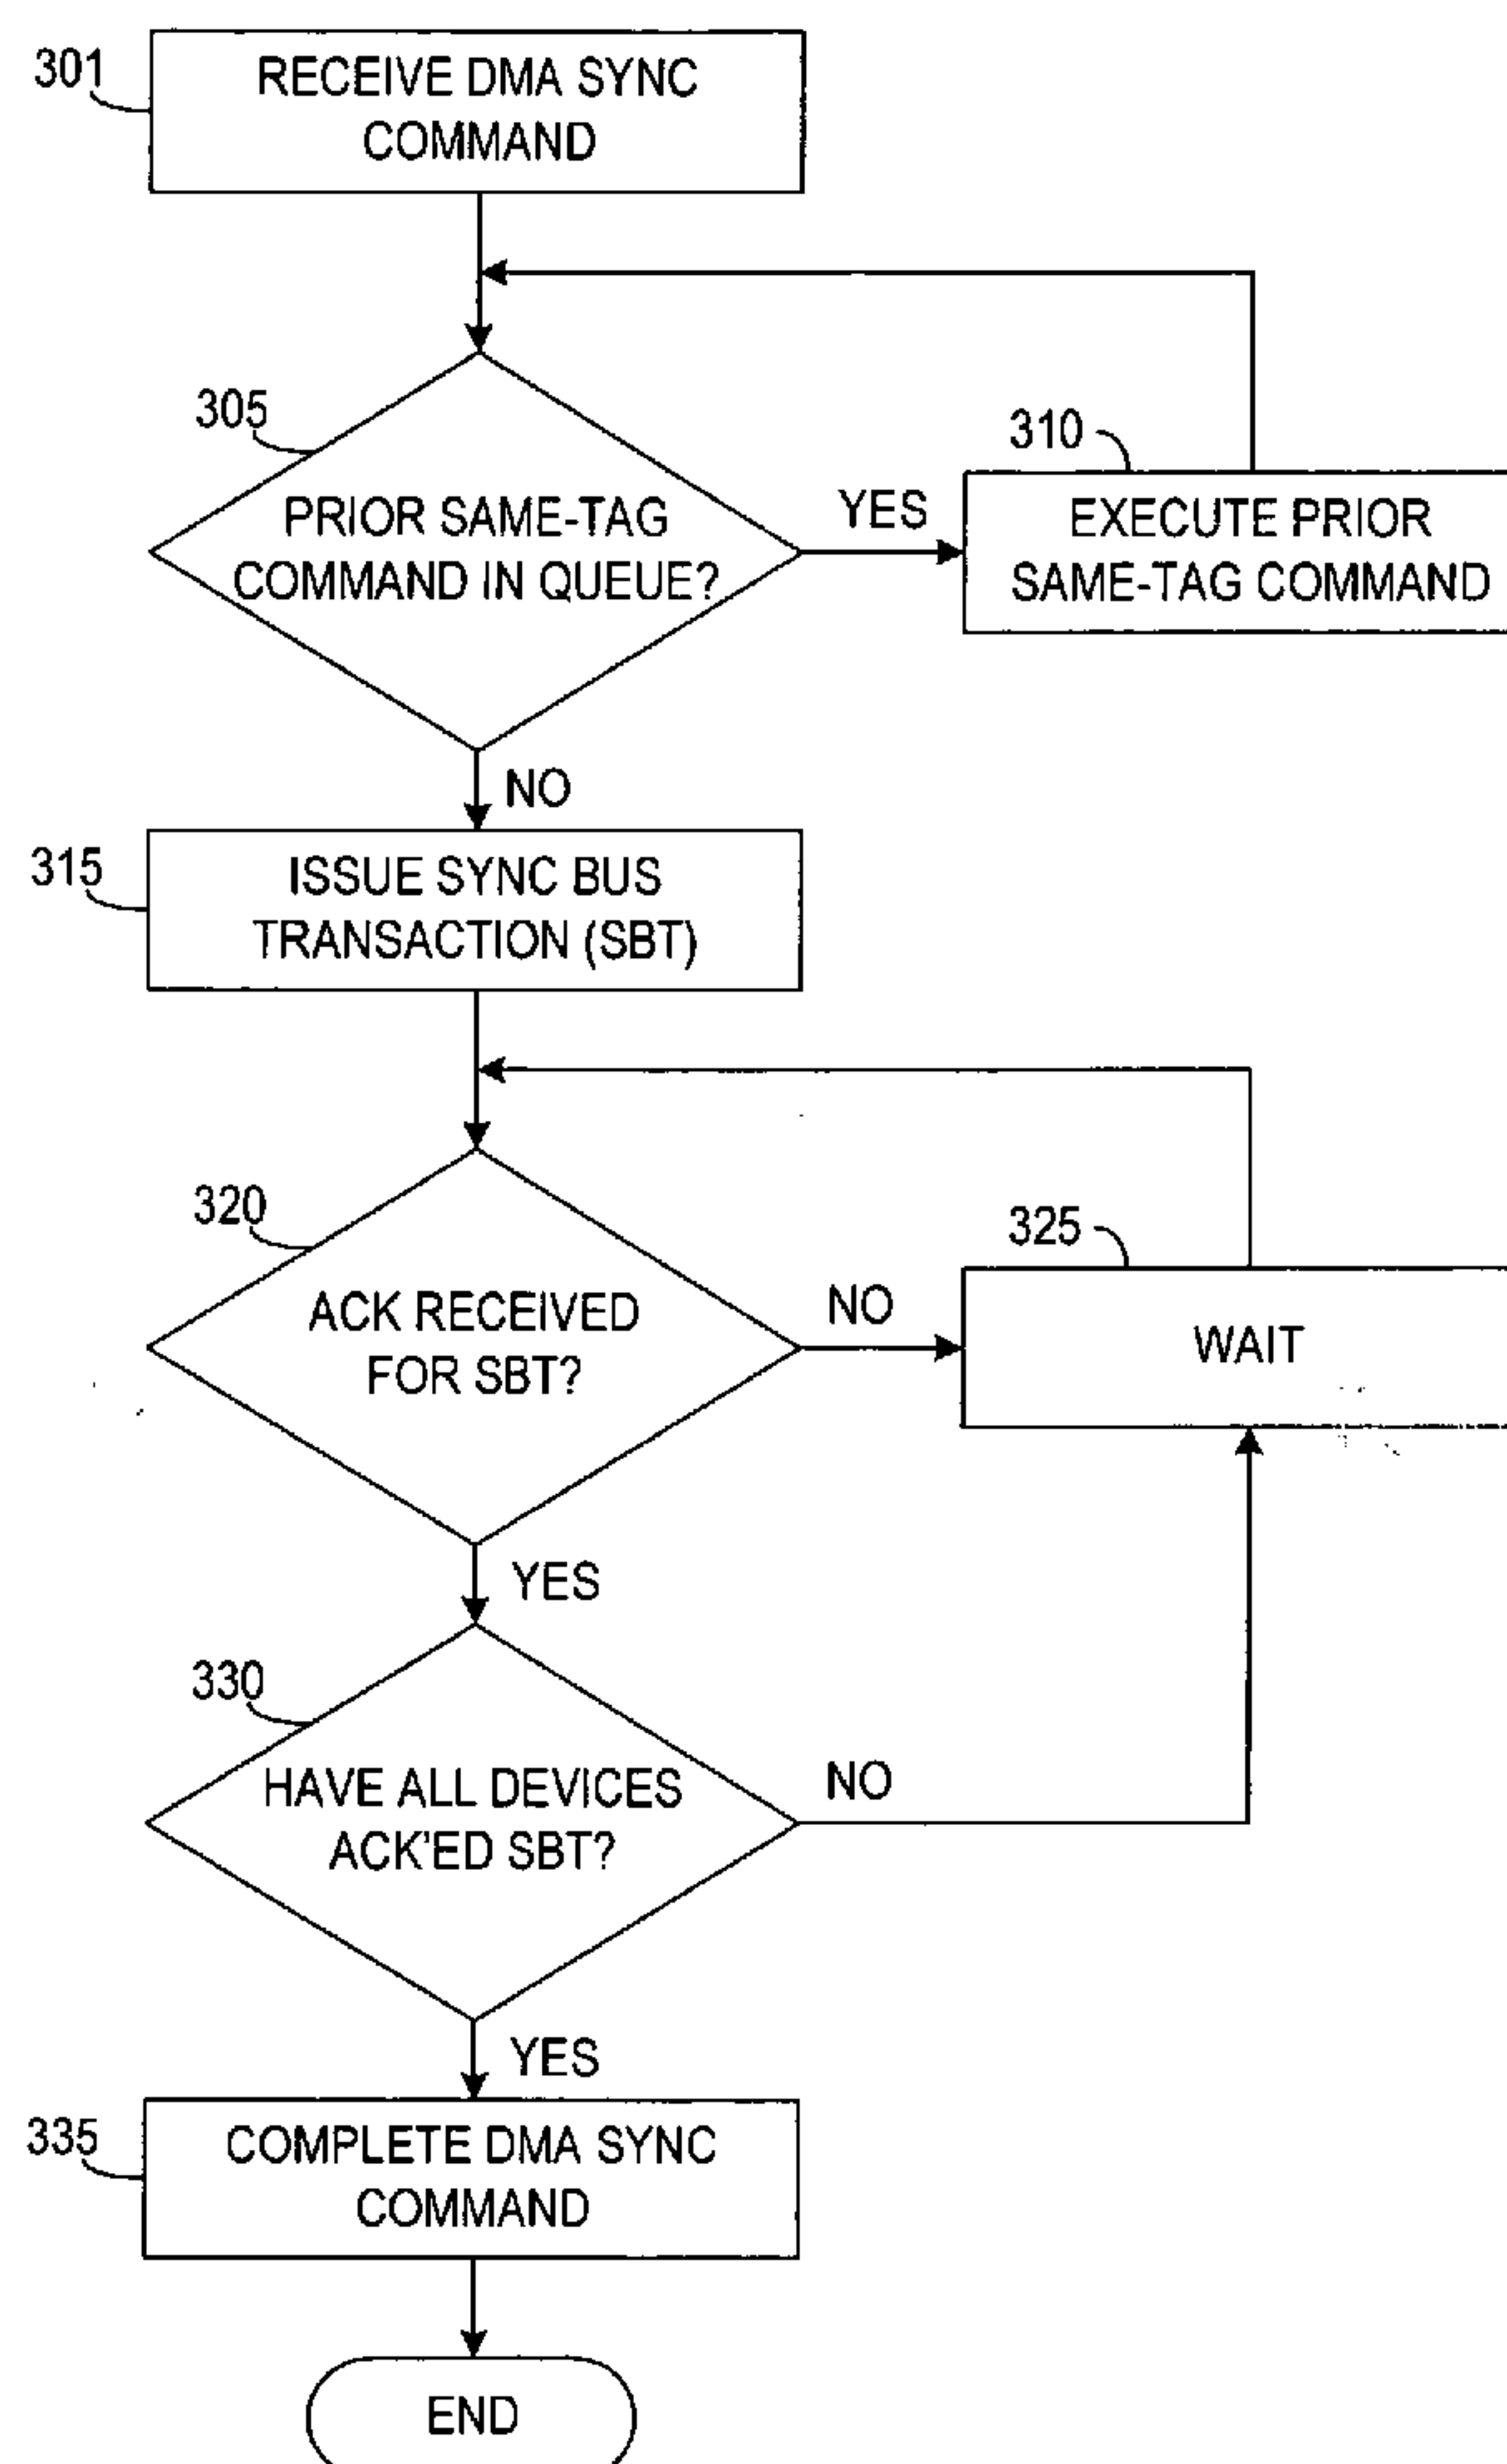 301
RECEIVE DMA SYNC
COMMAND
305
PRIOR SAME-TAG
COMMAND IN QUEUE?
YES
310
EXECUTE PRIOR
SAME-TAG COMMAND
NO
315
ISSUE SYNC BUS
TRANSACTION (SBT)
320
ACK RECEIVED
FOR SBT?
NO
325
WAIT
YES
330
HAVE ALL DEVICES
ACK'ED SBT?
NO
YES
335
COMPLETE DMA SYNC
COMMAND
END